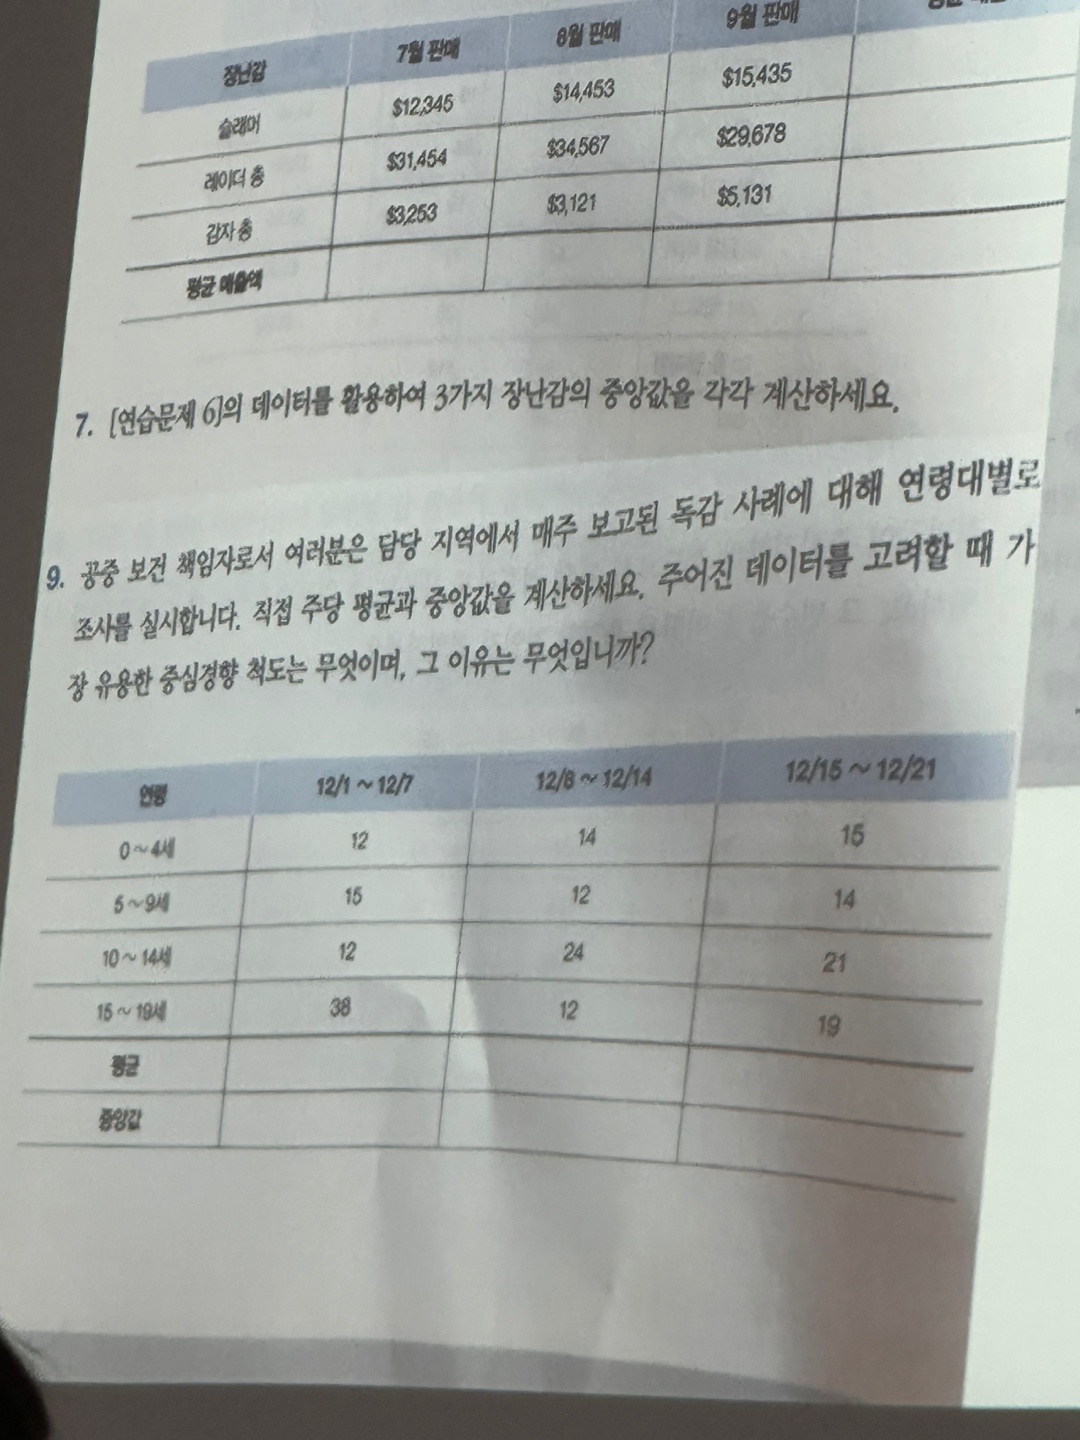 장난감 7월 판매 8월 판매 9월 판매
슬래머 $12,345 $14,453 $15,435
레이더 총 $31,454 $34,567 $29,678
감자 총 $3,253 $3,121 $5,131
평균 매출액
7. [연습문제 6]의 데이터를 활용하여 3가지 장난감의 중앙값을 각각 계산하세요.
9. 공중 보건 책임자로서 여러분은 담당 지역에서 매주 보고된 독감 사례에 대해 연령대별로
조사를 실시합니다. 직접 주당 평균과 중앙값을 계산하세요. 주어진 데이터를 고려할 때 가
장 유용한 중심경향 척도는 무엇이며, 그 이유는 무엇입니까?
연령 12/1 ~ 12/7 12/8 ~ 12/14 12/15 ~ 12/21
0 ~ 4세 12 14 15
5 ~ 9세 15 12 14
10 ~ 14세 12 24 21
15 ~ 19세 38 12 19
평균
중앙값